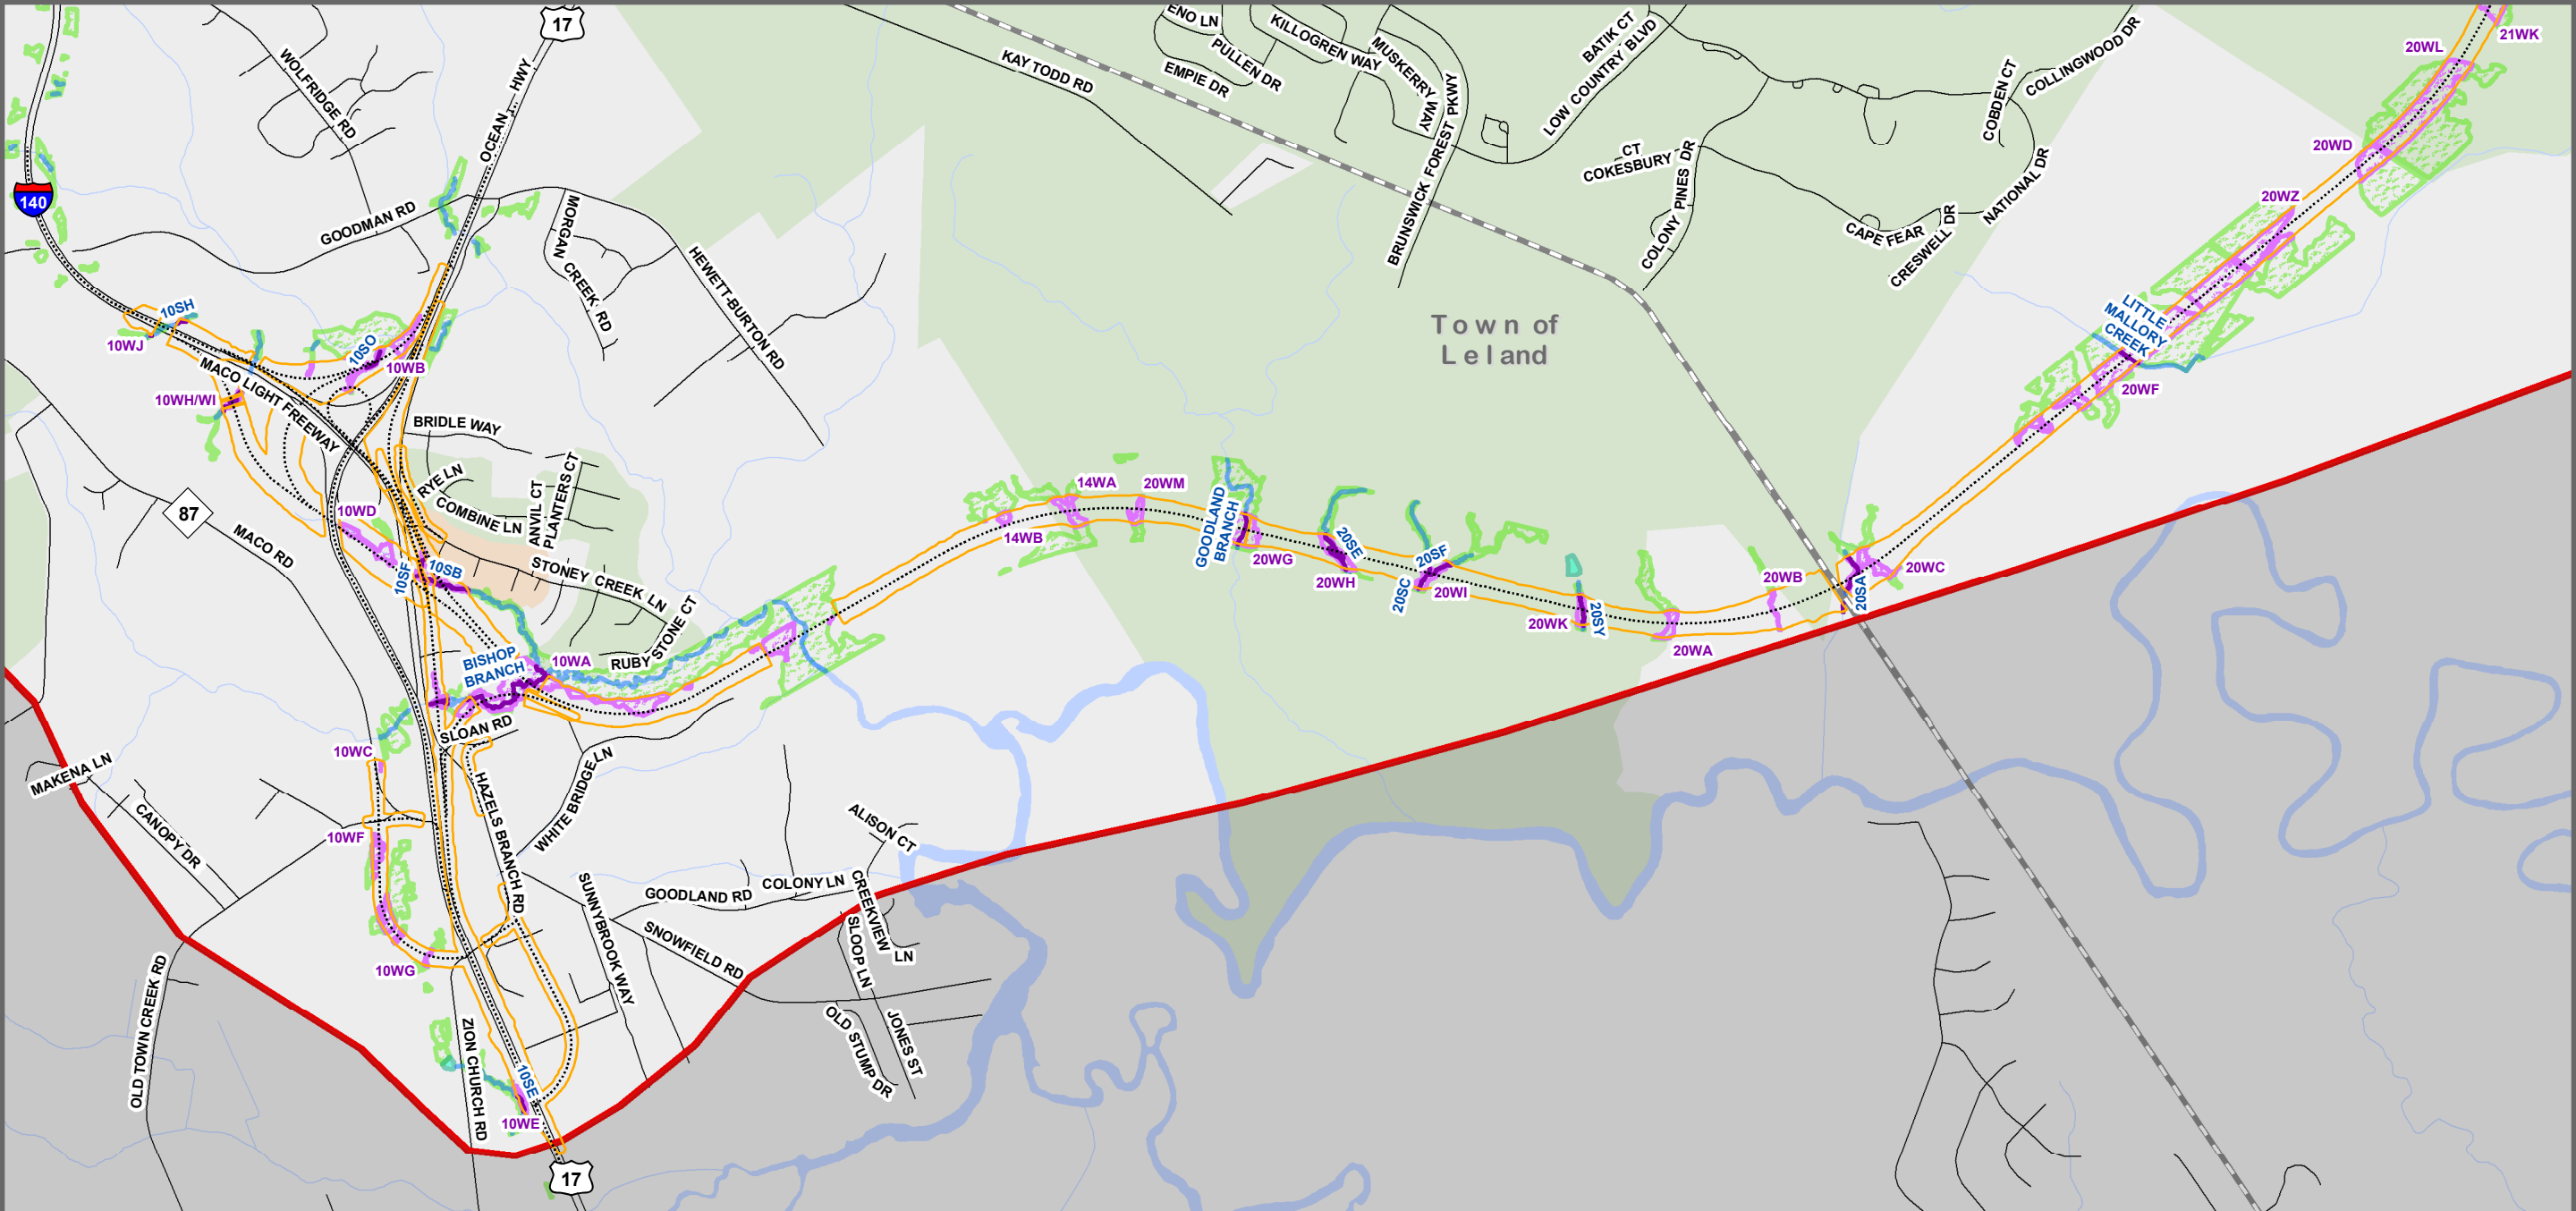 17
ENO LN
KILLOGREN WAY
MUSKERRY
WAY
PULLEN DR
EMPIE DR
KAY TODD RD
BRUNSWICK FOREST PKWY
BATIK CT
LOW COUNTRY BLVD
COLLINGWOOD DR
COBDEN CT
20WL
21WK
WOLFRIDGE RD
OCEAN HWY
CT
COKESBURY
COLONY PINES DR
NATIONAL DR
CAPE FEAR
CRESWELL DR
20WD
20WZ
140
GOODMAN RD
MORGAN
CREEK RD
HEWETT-BURTON RD
10SH
10WJ
10SO
10WB
MACO LIGHT FREEWAY
10WH/WI
Town of
Leland
LITTLE
MALLORY
CREEK
20WF
BRIDLE WAY
RYE LN
COMBINE LN
ANVIL CT
PLANTERS CT
87
MACO RD
10WD
10SF
10SB
STONEY CREEK LN
RUBY STONE CT
14WA
20WM
14WB
GOODLAND
BRANCH
20WG
20SE
20WH
20SC
20SF
20WI
20WK
20SY
20WA
20WB
20SA
20WC
BISHOP
BRANCH
10WA
SLOAN RD
10WC
MAKENA LN
CANOPY DR
HAZELS BRANCH RD
WHITE BRIDGE LN
10WF
ALISON CT
GOODLAND RD
COLONY LN
CREEKVIEW
LN
SLOOP LN
SUNNYBROOK WAY
SNOWFIELD RD
10WG
OLD TOWN CREEK RD
ZION CHURCH RD
OLD STUMP DR
JONES ST
10SE
10WE
17